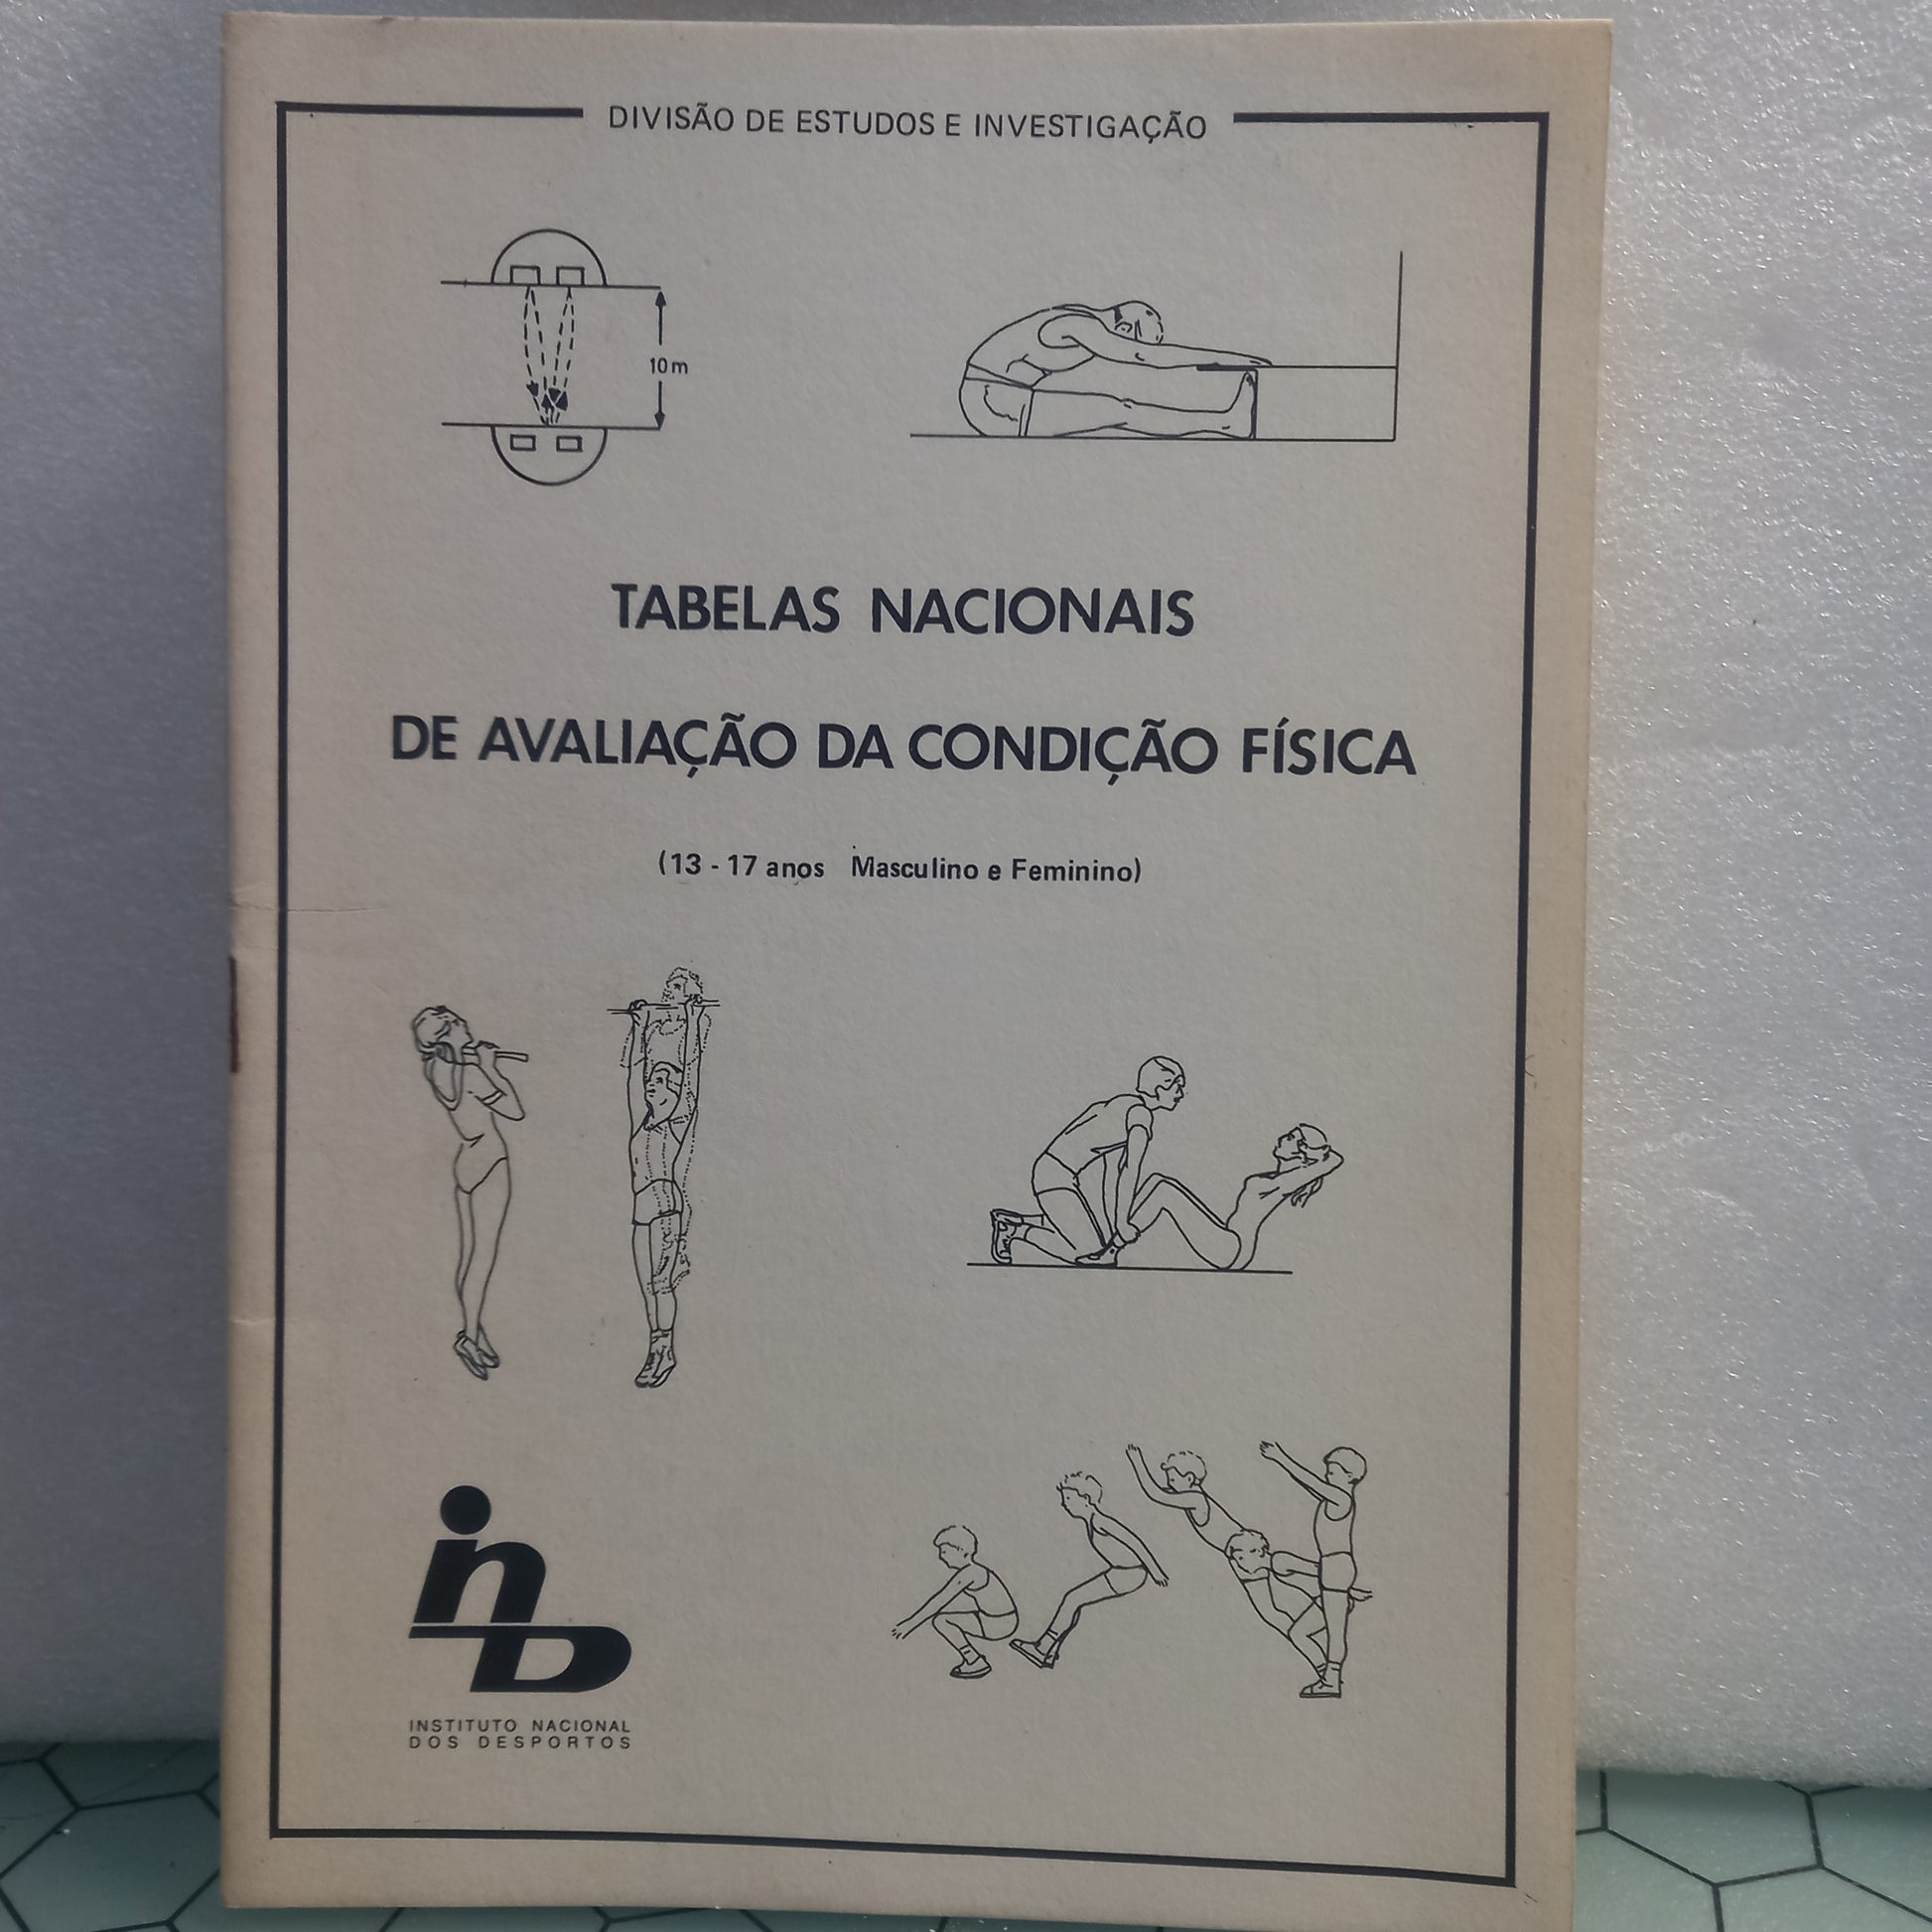 DIVISÃO DE ESTUDOS E INVESTIGAÇÃO
10 m
TABELAS NACIONAIS
DE AVALIAÇÃO DA CONDIÇÃO FÍSICA
(13 - 17 anos Masculino e Feminino)
inD
INSTITUTO NACIONAL
DOS DESPORTOS